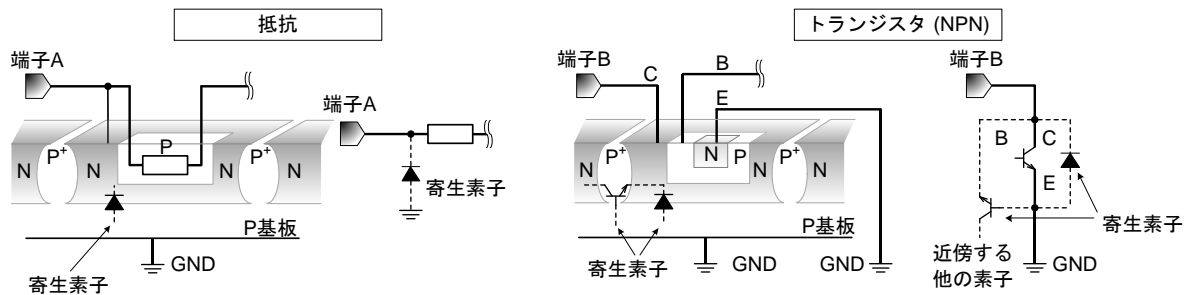 抵抗
端子A
P
N
P+
N
P+
N
N
P基板
寄生素子
GND
端子A
寄生素子
トランジスタ (NPN)
端子B
C
B
E
N
P+
N
N
P
P+
N
N
P基板
寄生素子
GND
GND
端子B
B
C
E
寄生素子
近傍する
他の素子
GND